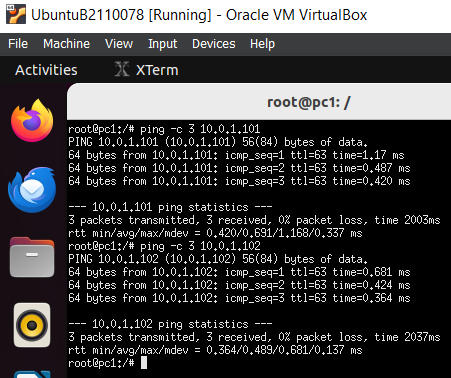 UbuntuB2110078 [Running] - Oracle VM VirtualBox
File Machine View Input Devices Help
Activities XTerm
root@pc1: /
root@pc1:/# ping -c 3 10.0.1.101
PING 10.0.1.101 (10.0.1.101) 56(84) bytes of data.
64 bytes from 10.0.1.101: icmp_seq=1 ttl=63 time=1.17 ms
64 bytes from 10.0.1.101: icmp_seq=2 ttl=63 time=0.487 ms
64 bytes from 10.0.1.101: icmp_seq=3 ttl=63 time=0.420 ms
--- 10.0.1.101 ping statistics ---
3 packets transmitted, 3 received, 0% packet loss, time 2003ms
rtt min/avg/max/mdev = 0.420/0.691/1.168/0.337 ms
root@pc1:/# ping -c 3 10.0.1.102
PING 10.0.1.102 (10.0.1.102) 56(84) bytes of data.
64 bytes from 10.0.1.102: icmp_seq=1 ttl=63 time=0.681 ms
64 bytes from 10.0.1.102: icmp_seq=2 ttl=63 time=0.424 ms
64 bytes from 10.0.1.102: icmp_seq=3 ttl=63 time=0.364 ms
--- 10.0.1.102 ping statistics ---
3 packets transmitted, 3 received, 0% packet loss, time 2037ms
rtt min/avg/max/mdev = 0.364/0.489/0.681/0.137 ms
root@pc1:/#